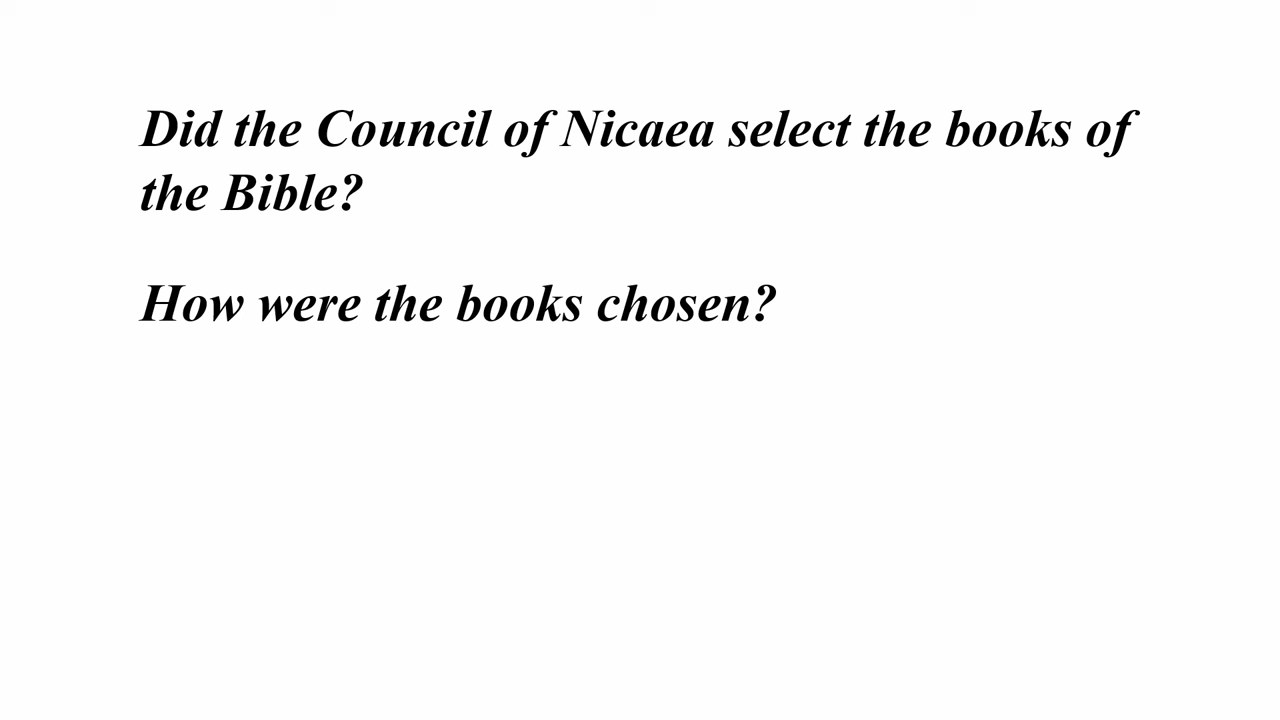 Did the Council of Nicaea select the books of
the Bible?
How were the books chosen?